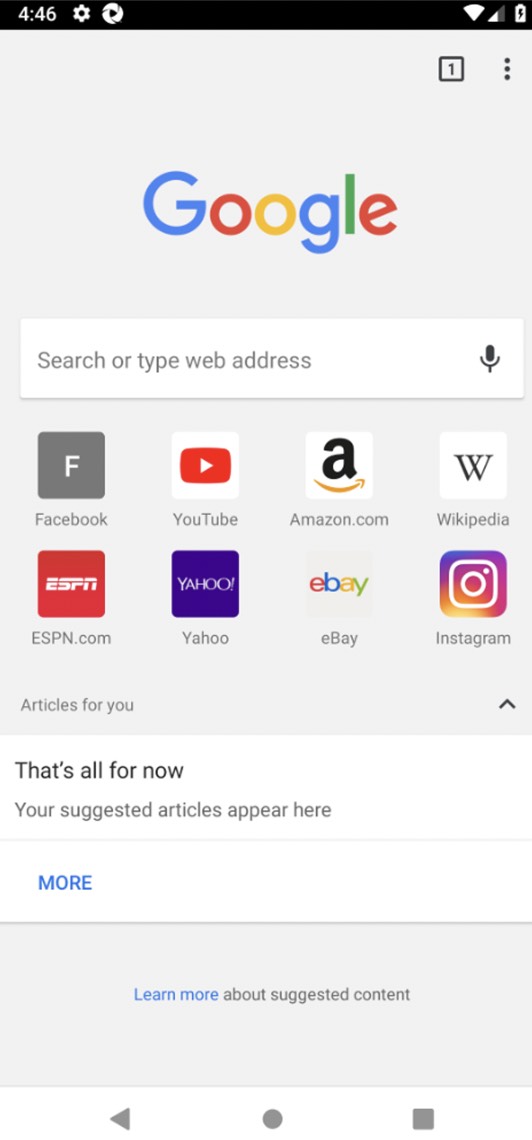 4:46
1
Google
Search or type web address
F
a
W
Facebook YouTube Amazon.com Wikipedia
ESPN YAHOO! ebay
ESPN.com Yahoo eBay Instagram
Articles for you
That’s all for now
Your suggested articles appear here
MORE
Learn more about suggested content